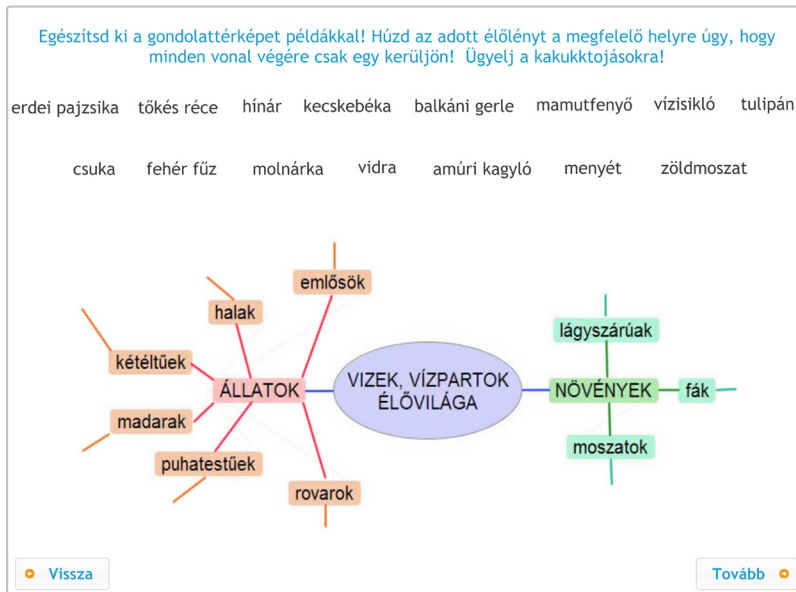 Egészítsd ki a gondolattérképet példákkal! Húzd az adott élőlényt a megfelelő helyre úgy, hogy
minden vonal végére csak egy kerüljön!  Ügyelj a kakukktojásokra!
erdei pajzsika tőkés réce hínár kecskebéka balkáni gerle mamutfenyő vízisikló tulipán
csuka fehér fűz molnárka vidra amúri kagyló menyét zöldmoszat
emlősök
halak
lágyszárúak
kétéltűek
VIZEK, VÍZPARTOK
ÉLŐVILÁGA
ÁLLATOK
NÖVÉNYEK
fák
madarak
moszatok
puhatestűek
rovarok
Vissza
Tovább